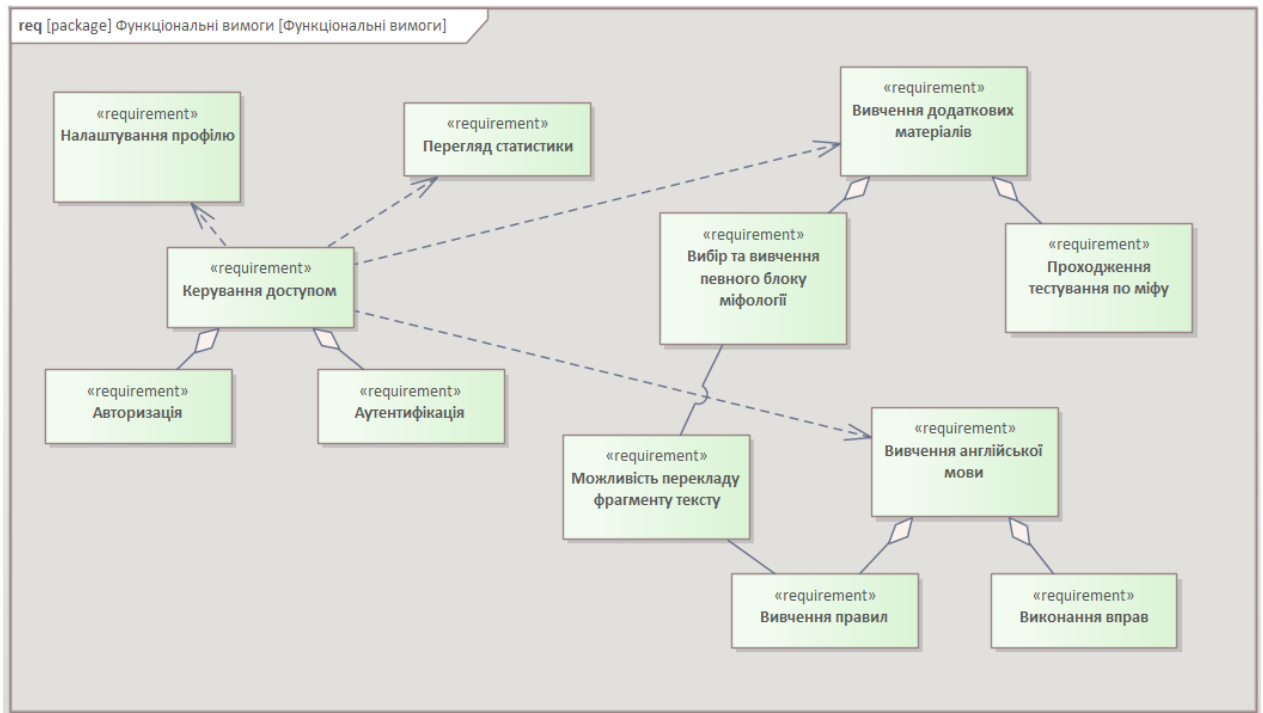 req [package] Функціональні вимоги [Функціональні вимоги]
«requirement»
Налаштування профілю
«requirement»
Перегляд статистики
«requirement»
Вивчення додаткових
матеріалів
«requirement»
Керування доступом
«requirement»
Вибір та вивчення
певного блоку
міфології
«requirement»
Проходження
тестування по міфу
«requirement»
Авторизація
«requirement»
Аутентифікація
«requirement»
Можливість перекладу
фрагменту тексту
«requirement»
Вивчення англійської
мови
«requirement»
Вивчення правил
«requirement»
Виконання вправ